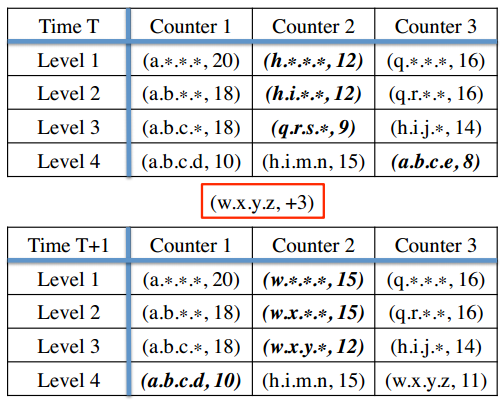 Time T Counter 1 Counter 2 Counter 3
Level 1 (a.*.*.*, 20) (h.*.*.*, 12) (q.*.*.*, 16)
Level 2 (a.b.*.*, 18) (h.i.*.*, 12) (q.r.*.*, 16)
Level 3 (a.b.c.*, 18) (q.r.s.*, 9) (h.i.j.*, 14)
Level 4 (a.b.c.d, 10) (h.i.m.n, 15) (a.b.c.e, 8)
(w.x.y.z, +3)
Time T+1 Counter 1 Counter 2 Counter 3
Level 1 (a.*.*.*, 20) (w.*.*.*, 15) (q.*.*.*, 16)
Level 2 (a.b.*.*, 18) (w.x.*.*, 15) (q.r.*.*, 16)
Level 3 (a.b.c.*, 18) (w.x.y.*, 12) (h.i.j.*, 14)
Level 4 (a.b.c.d, 10) (h.i.m.n, 15) (w.x.y.z, 11)